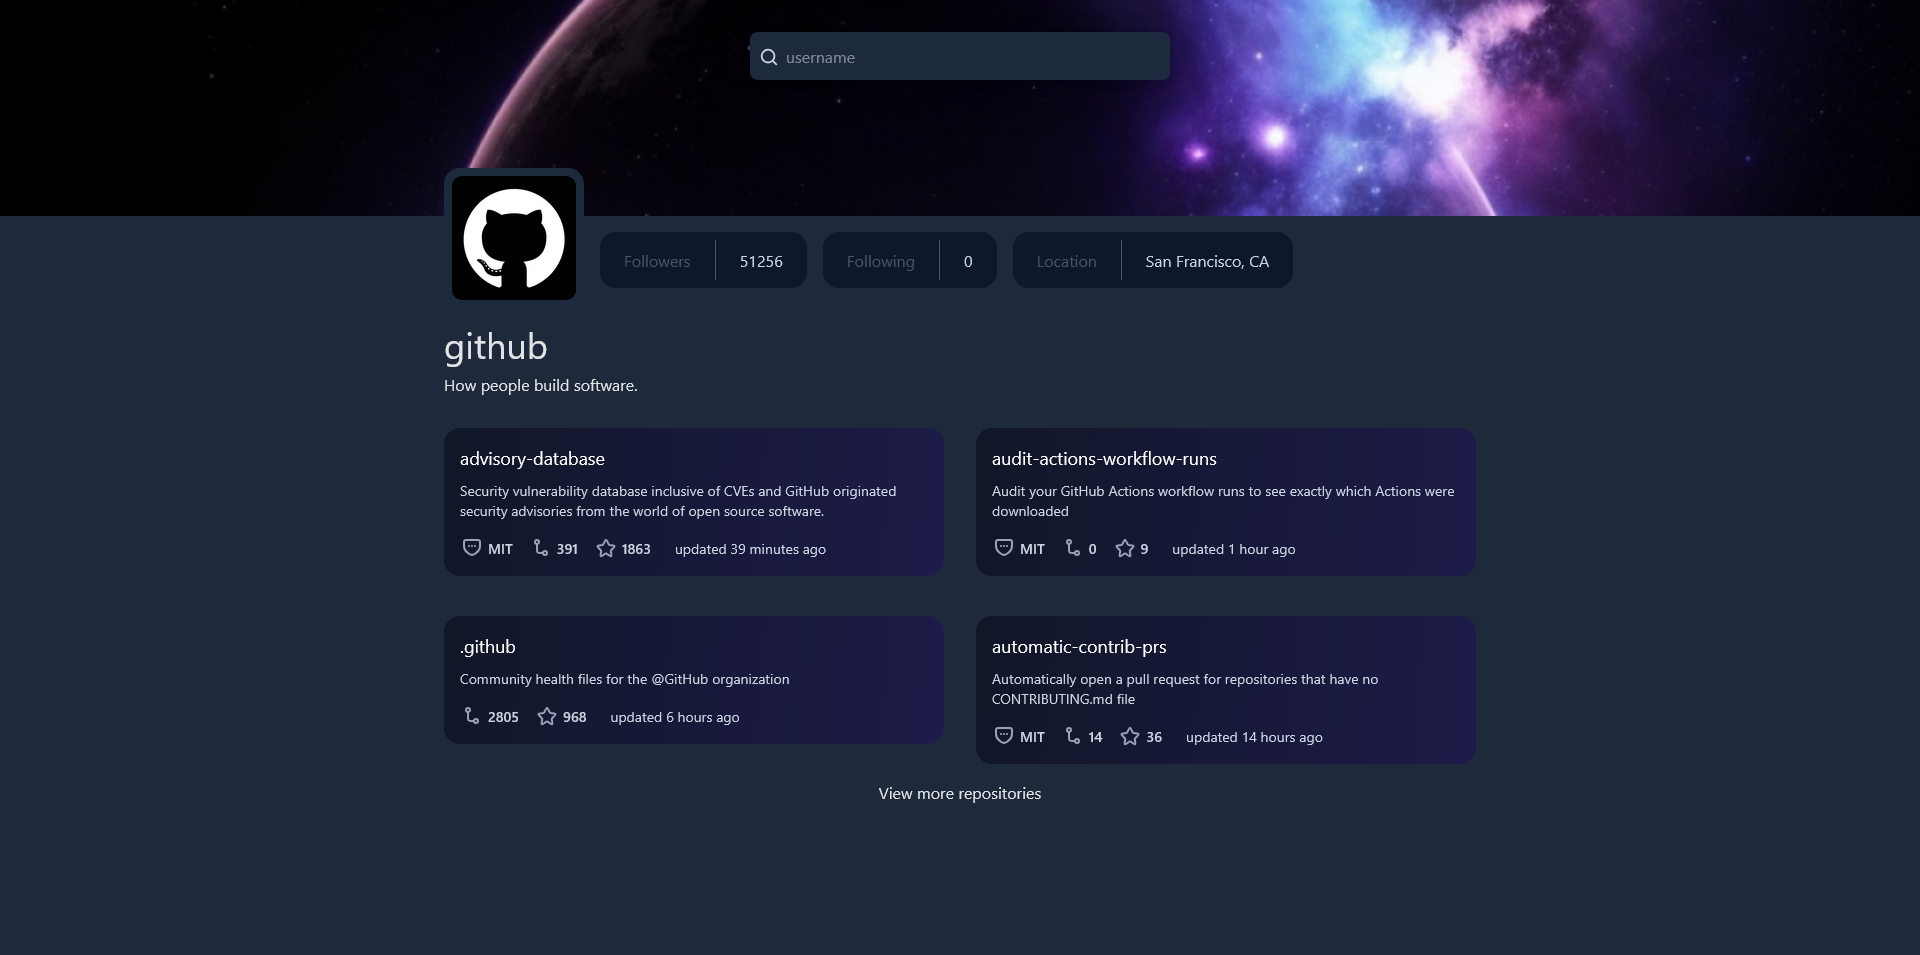 username
Followers 51256 Following 0 Location San Francisco, CA
github
How people build software.
advisory-database
Security vulnerability database inclusive of CVEs and GitHub originated
security advisories from the world of open source software.
MIT 391 1863 updated 39 minutes ago
audit-actions-workflow-runs
Audit your GitHub Actions workflow runs to see exactly which Actions were
downloaded
MIT 0 9 updated 1 hour ago
.github
Community health files for the @GitHub organization
2805 968 updated 6 hours ago
automatic-contrib-prs
Automatically open a pull request for repositories that have no
CONTRIBUTING.md file
MIT 14 36 updated 14 hours ago
View more repositories